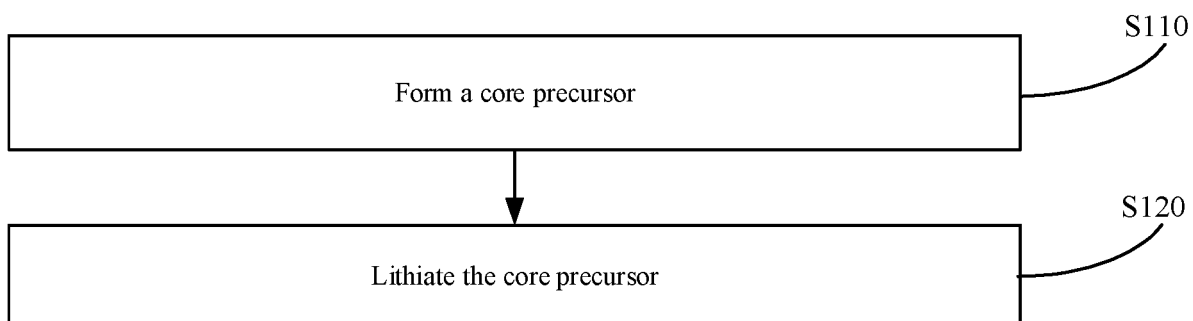 S110
Form a core precursor
S120
Lithiate the core precursor